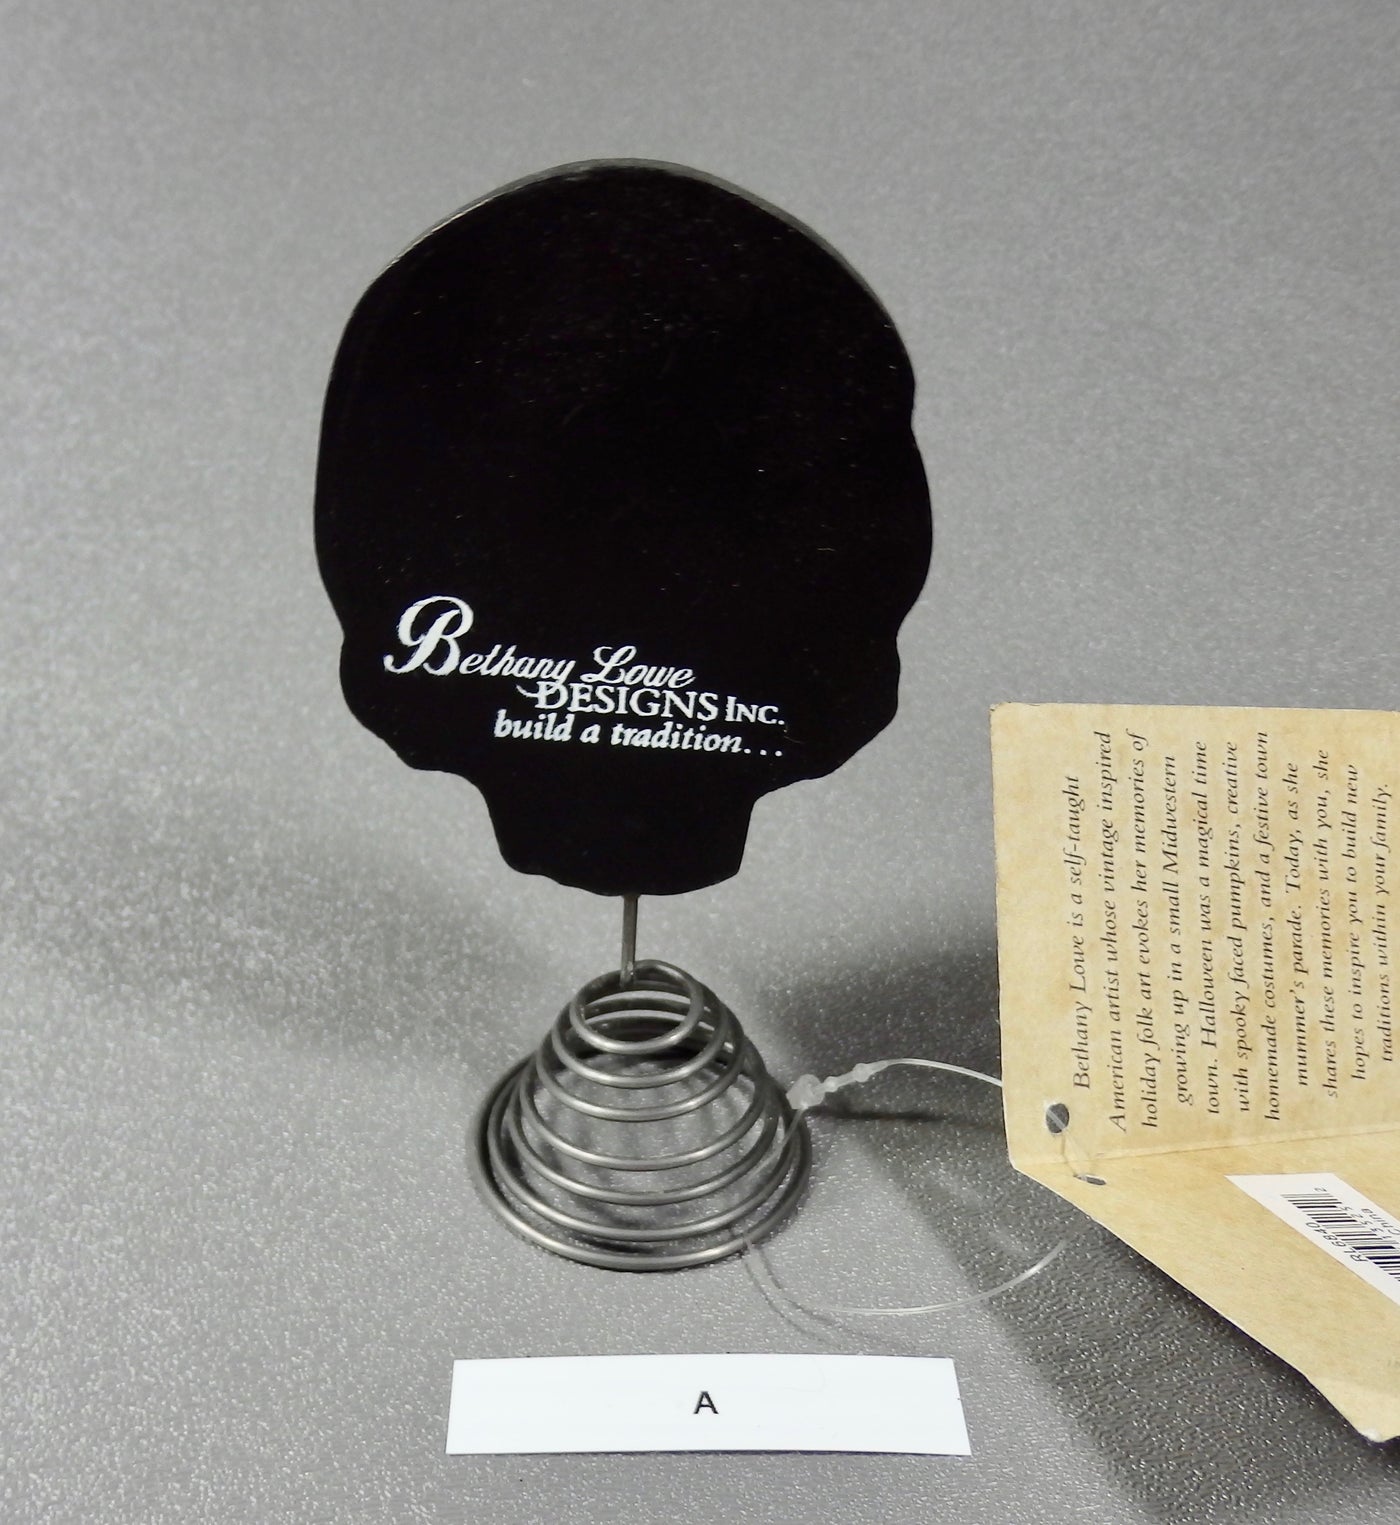 Bethany Lowe
DESIGNS INC.
build a tradition...
Bethany Lowe is a self-taught
American artist whose vintage inspired
holiday folk art evokes her memories of
growing up in a small Midwestern
town. Halloween was a magical time
with spooky faced pumpkins, creative
homemade costumes, and a festive town
mummer's parade. Today, as she
shares these memories with you, she
hopes to inspire you to build new
traditions within your family.
RL6840
2
China
A